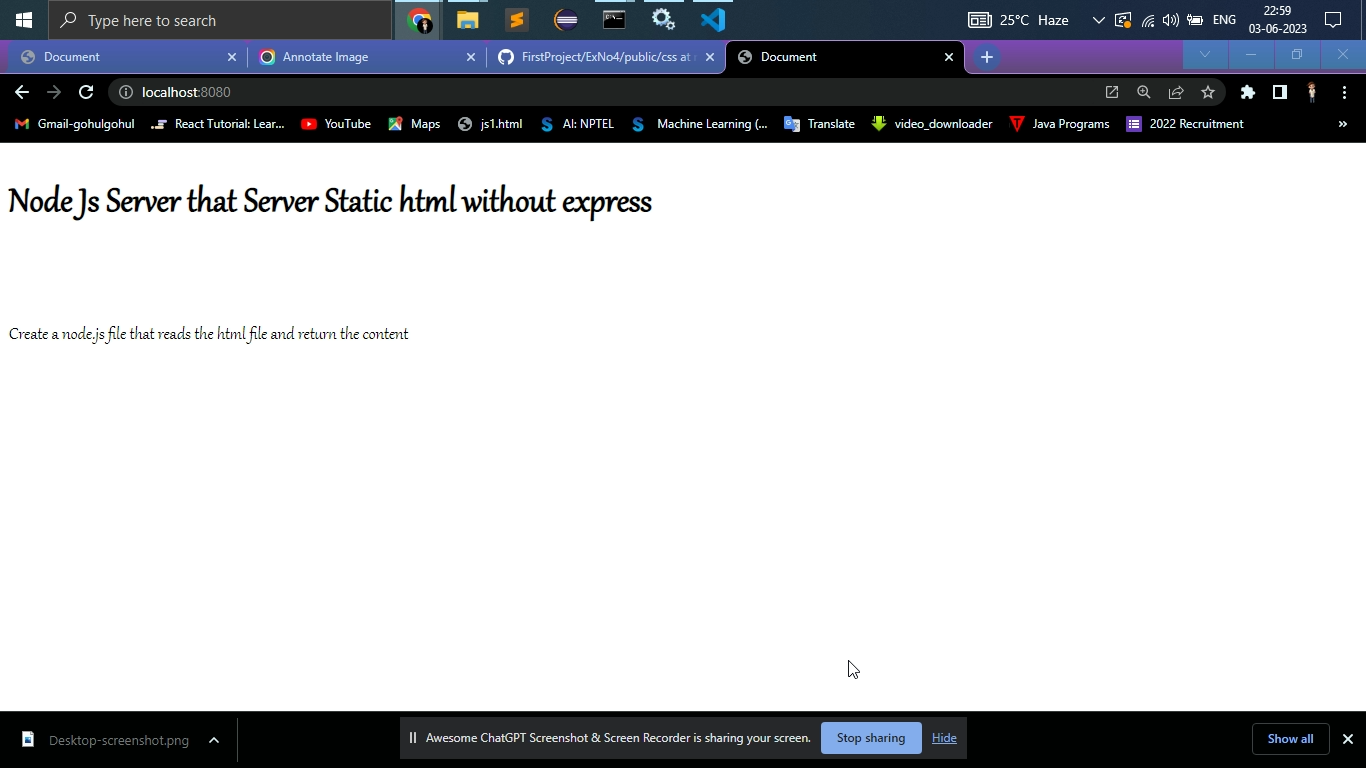 Type here to search
25°C Haze
ENG
22:59
03-06-2023
Document
Annotate Image
FirstProject/ExNo4/public/css at
Document
localhost:8080
Gmail-gohulgohul
React Tutorial: Lear...
YouTube
Maps
js1.html
AI: NPTEL
Machine Learning (...
Translate
video_downloader
Java Programs
2022 Recruitment
»
Node Js Server that Server Static html without express
Create a node.js file that reads the html file and return the content
Desktop-screenshot.png
Awesome ChatGPT Screenshot & Screen Recorder is sharing your screen.
Stop sharing
Hide
Show all